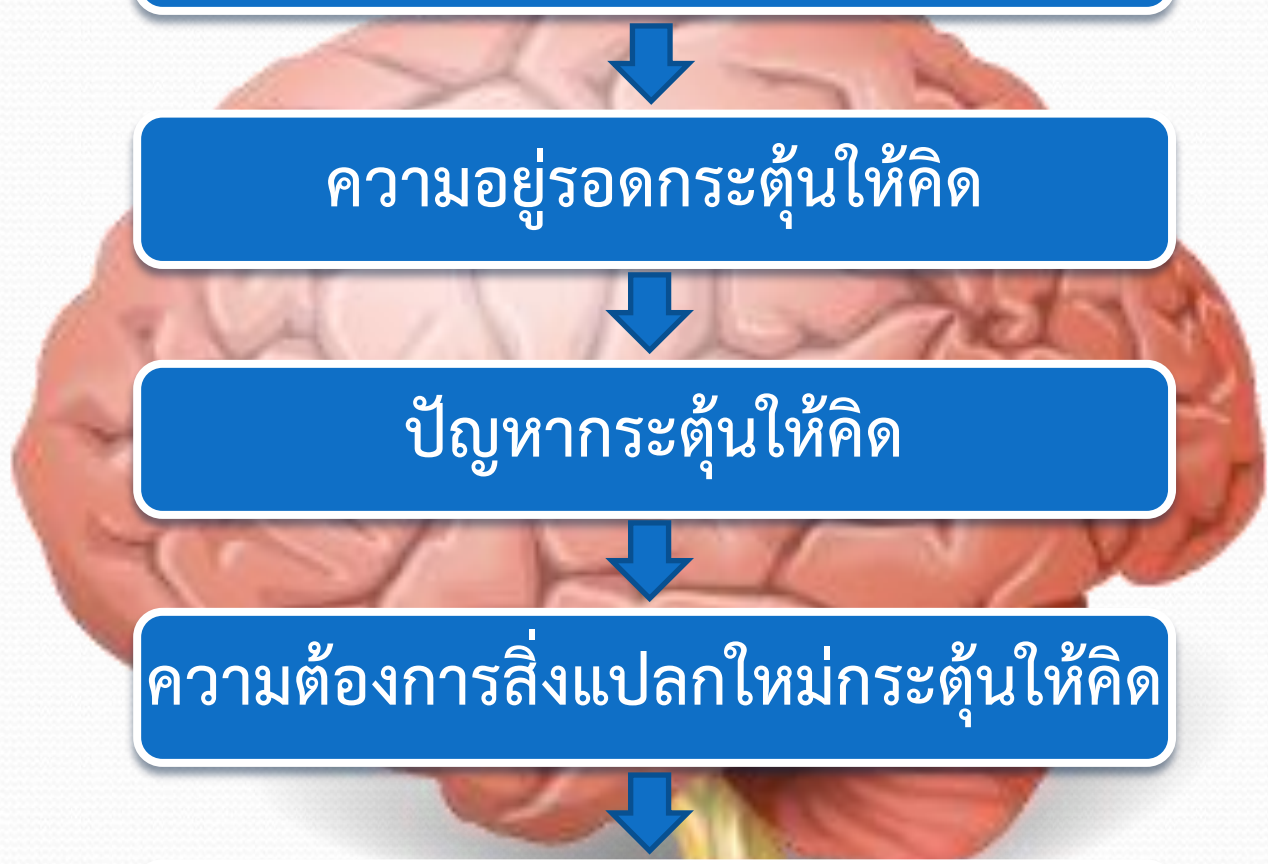 ความอยู่รอดกระตุ้นให้คิด
ปัญหากระตุ้นให้คิด
ความต้องการสิ่งแปลกใหม่กระตุ้นให้คิด